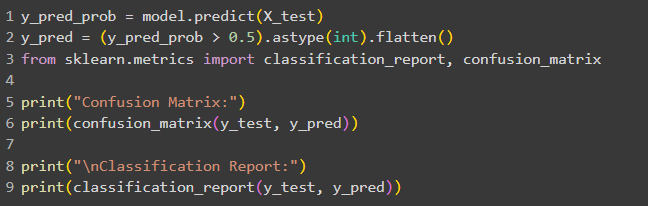 1 y_pred_prob = model.predict(X_test)
2 y_pred = (y_pred_prob > 0.5).astype(int).flatten()
3 from sklearn.metrics import classification_report, confusion_matrix
4
5 print("Confusion Matrix:")
6 print(confusion_matrix(y_test, y_pred))
7
8 print("\nClassification Report:")
9 print(classification_report(y_test, y_pred))